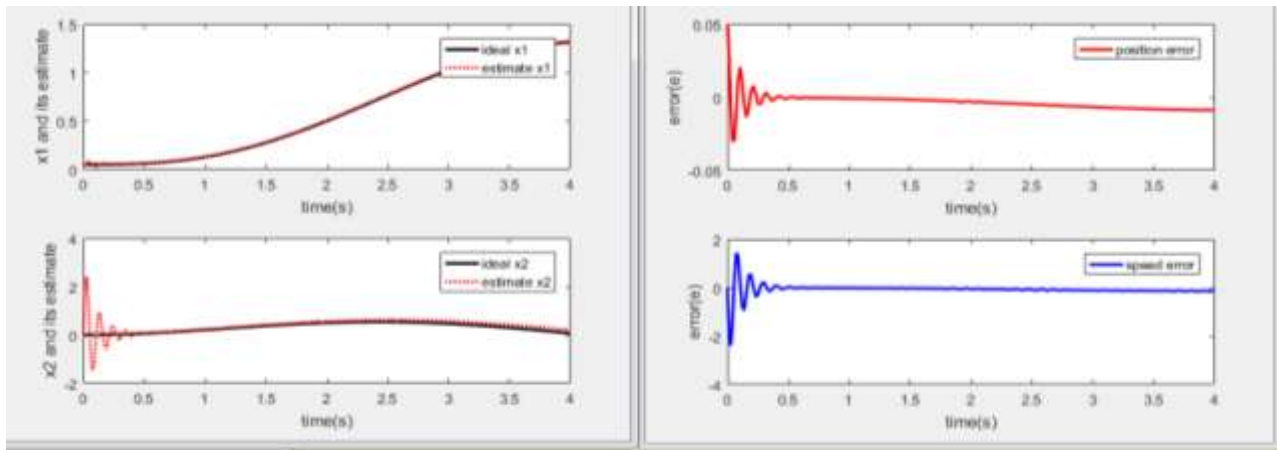 x1 and its estimate
1.5
1
0.5
0
ideal x1
estimate x1
0 0.5 1 1.5 2 2.5 3 3.5 4
time(s)
x2 and its estimate
4
2
0
-2
ideal x2
estimate x2
0 0.5 1 1.5 2 2.5 3 3.5 4
time(s)
error(e)
0.05
0
-0.05
position error
0 0.5 1 1.5 2 2.5 3 3.5 4
time(s)
error(e)
2
0
-2
-4
speed error
0 0.5 1 1.5 2 2.5 3 3.5 4
time(s)